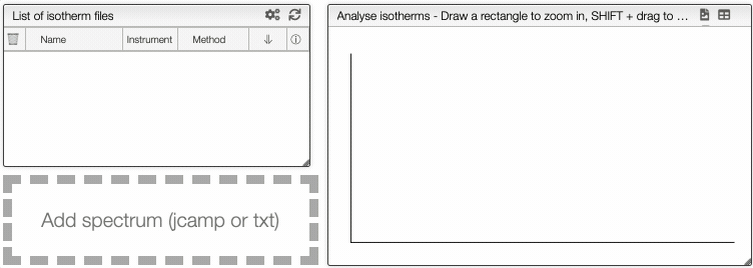 List of isotherm files
Name Instrument Method
Add spectrum (jcamp or txt)
Analyse isotherms - Draw a rectangle to zoom in, SHIFT + drag to ...